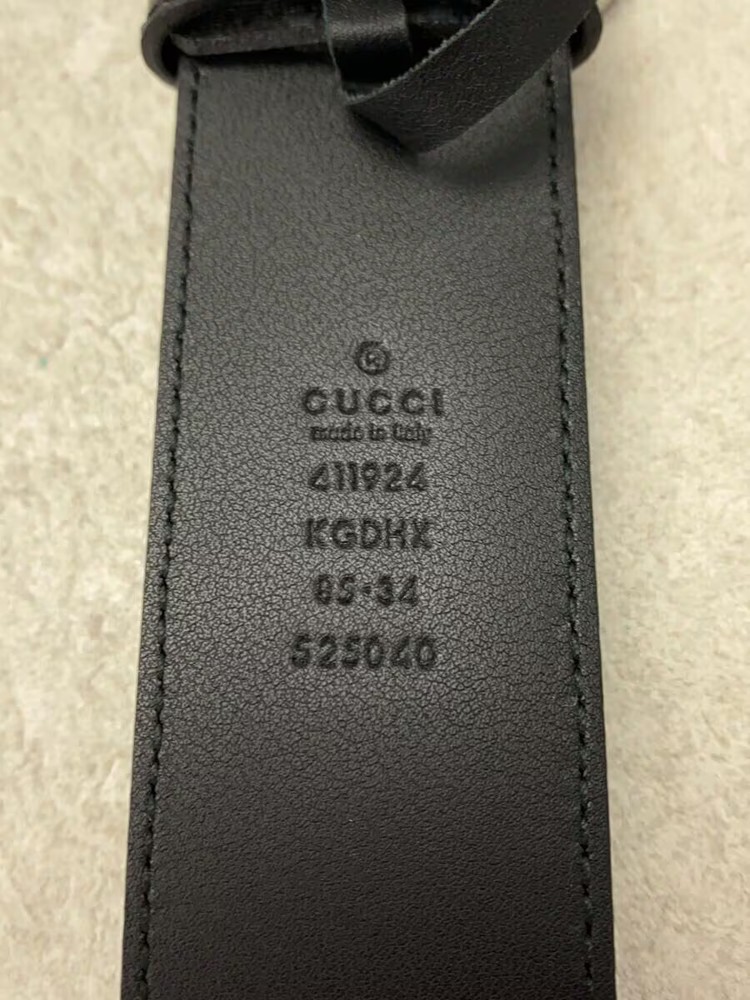 ®
GUCCI
made in italy
411924
KGDHX
85·34
525040